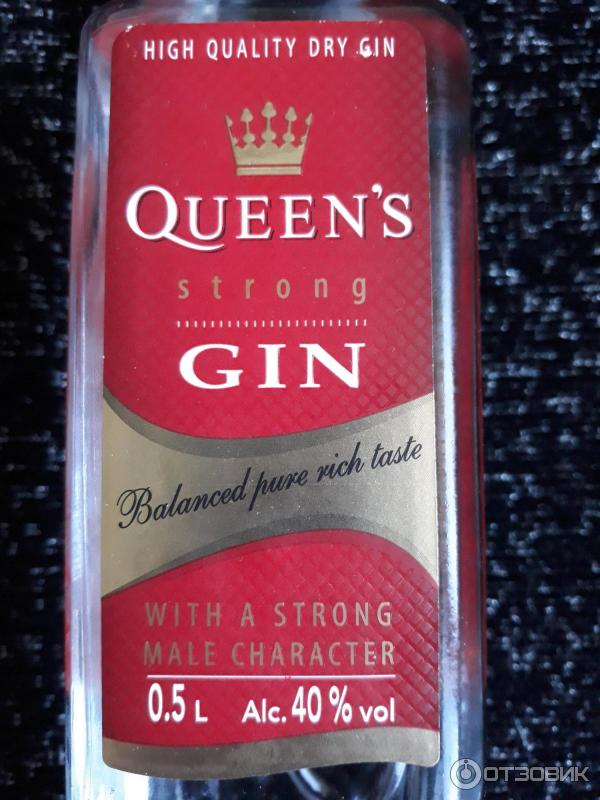 HIGH QUALITY DRY GIN
QUEEN'S
strong
GIN
Balanced pure rich taste
WITH A STRONG
MALE CHARACTER
0.5 L Alc. 40 % vol
ОТЗОВИК